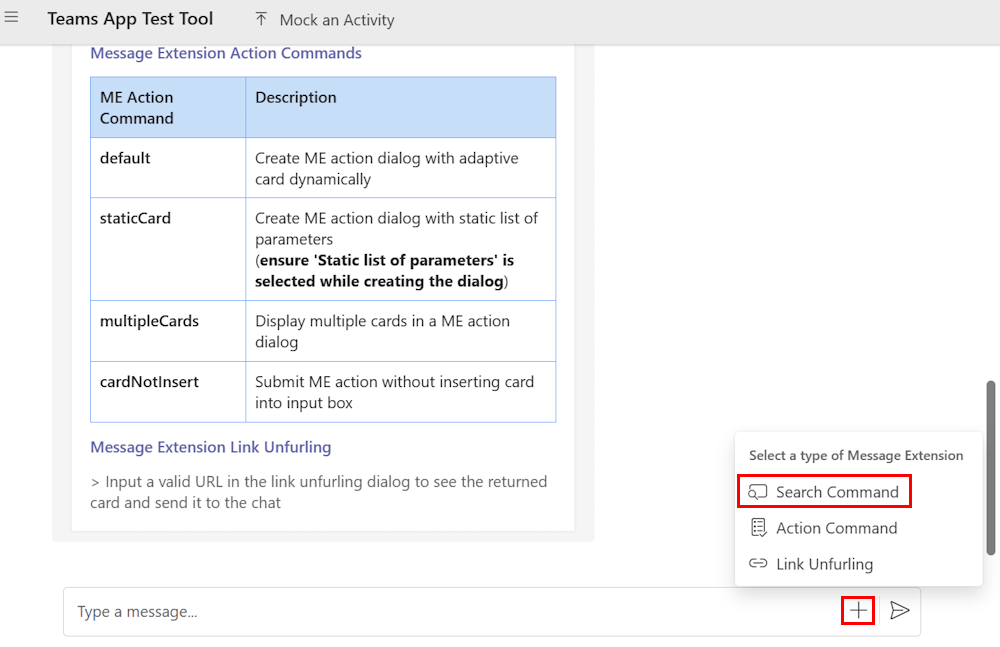 Teams App Test Tool
Mock an Activity
Message Extension Action Commands
ME Action
Command
Description
default
Create ME action dialog with adaptive
card dynamically
staticCard
Create ME action dialog with static list of
parameters
(ensure 'Static list of parameters' is
selected while creating the dialog)
multipleCards
Display multiple cards in a ME action
dialog
cardNotInsert
Submit ME action without inserting card
into input box
Message Extension Link Unfurling
> Input a valid URL in the link unfurling dialog to see the returned
card and send it to the chat
Select a type of Message Extension
Search Command
Action Command
Link Unfurling
Type a message...